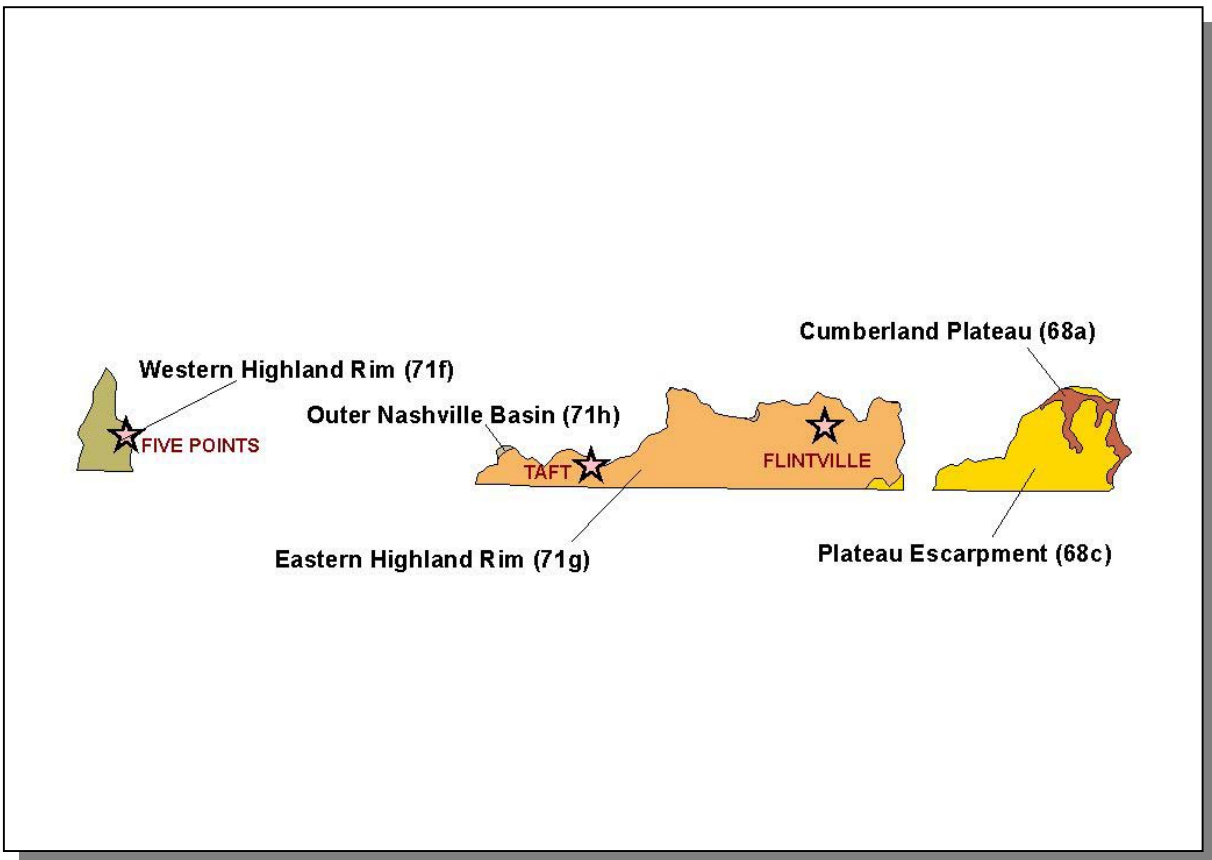 Cumberland Plateau (68a)
Western Highland Rim (71f)
Outer Nashville Basin (71h)
FIVE POINTS
TAFT
FLINTVILLE
Eastern Highland Rim (71g)
Plateau Escarpment (68c)